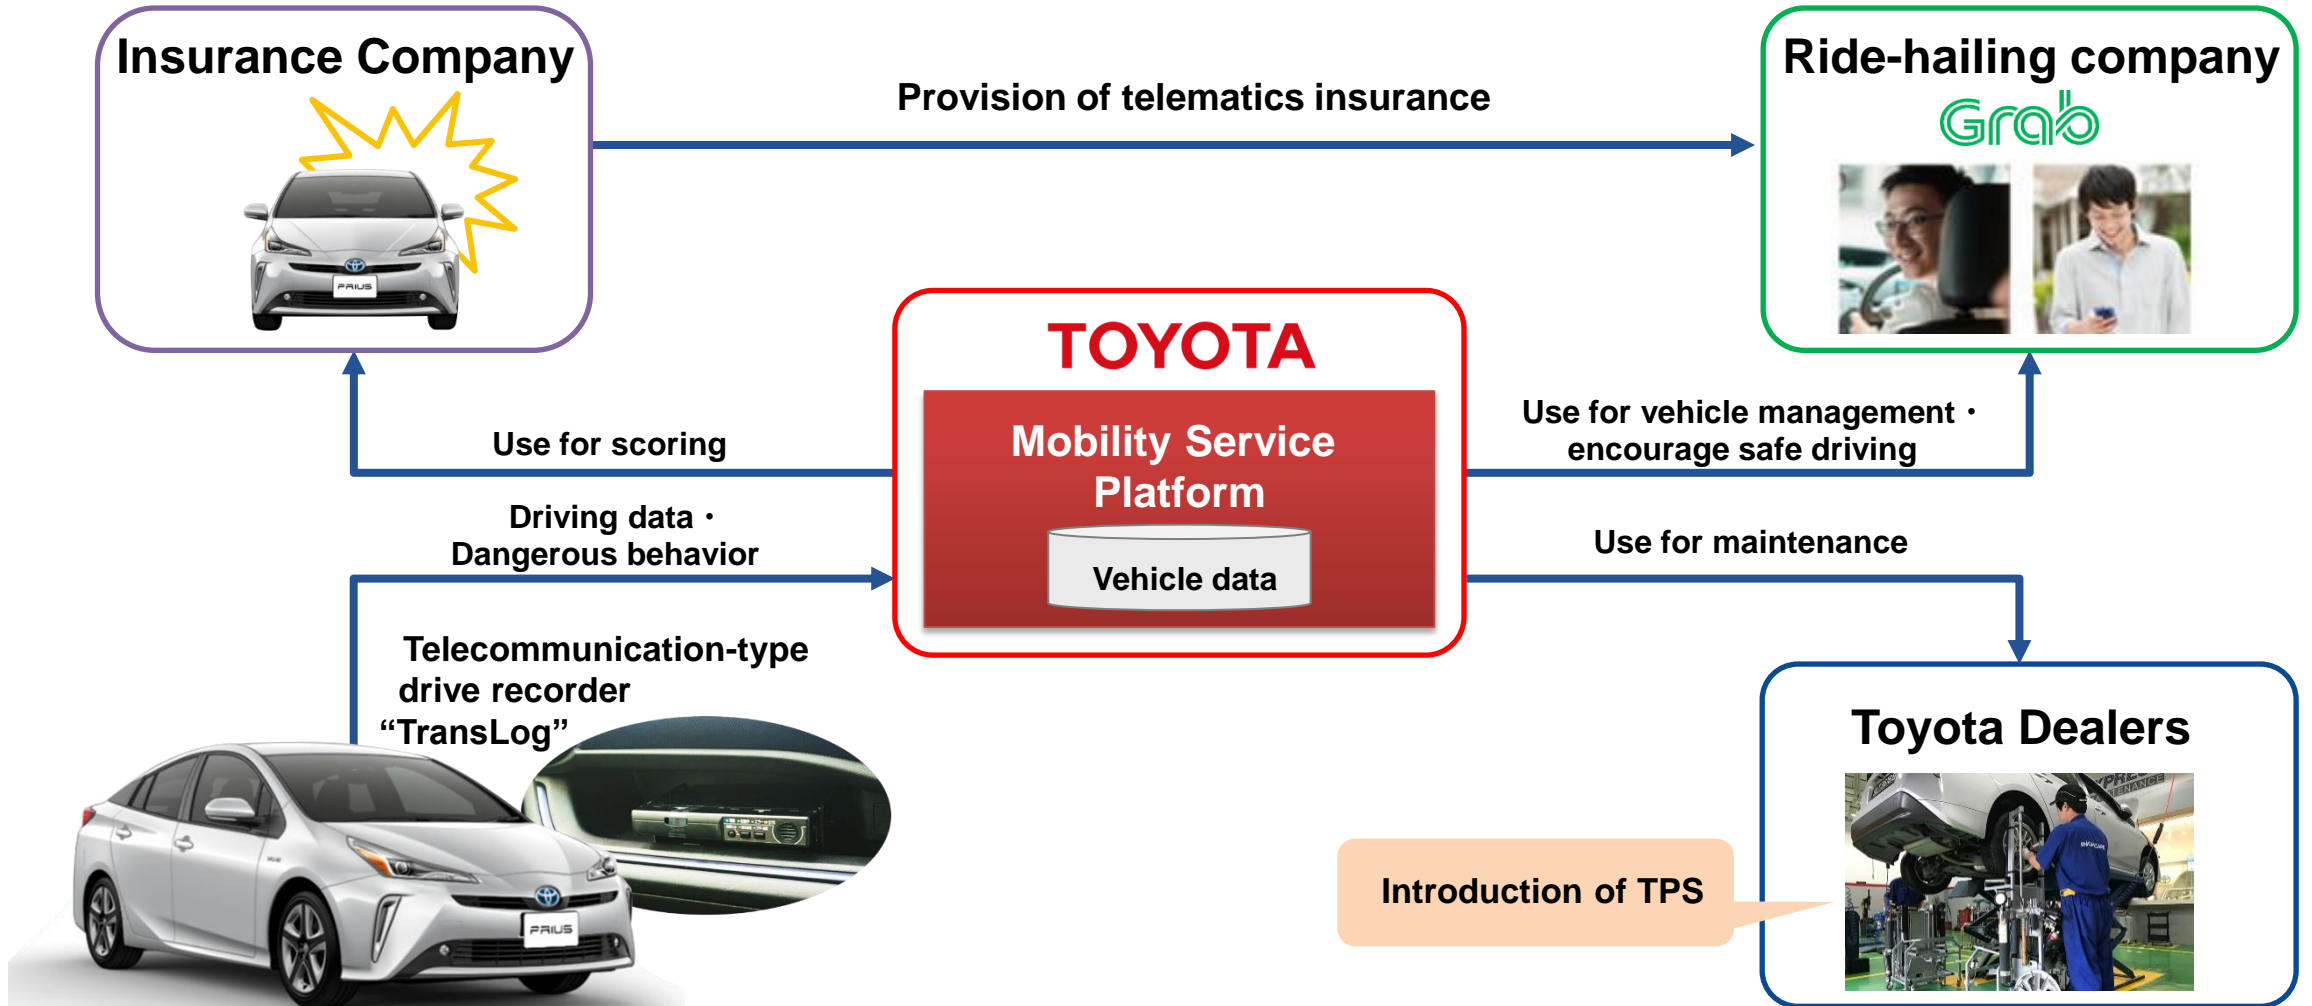 Insurance Company
PRIUS
Provision of telematics insurance
Ride-hailing company
Grab
TOYOTA
Mobility Service
Platform
Vehicle data
Use for scoring
Use for vehicle management・
encourage safe driving
Driving data・
Dangerous behavior
Use for maintenance
Telecommunication-type
drive recorder
“TransLog”
PRIUS
Toyota Dealers
Introduction of TPS